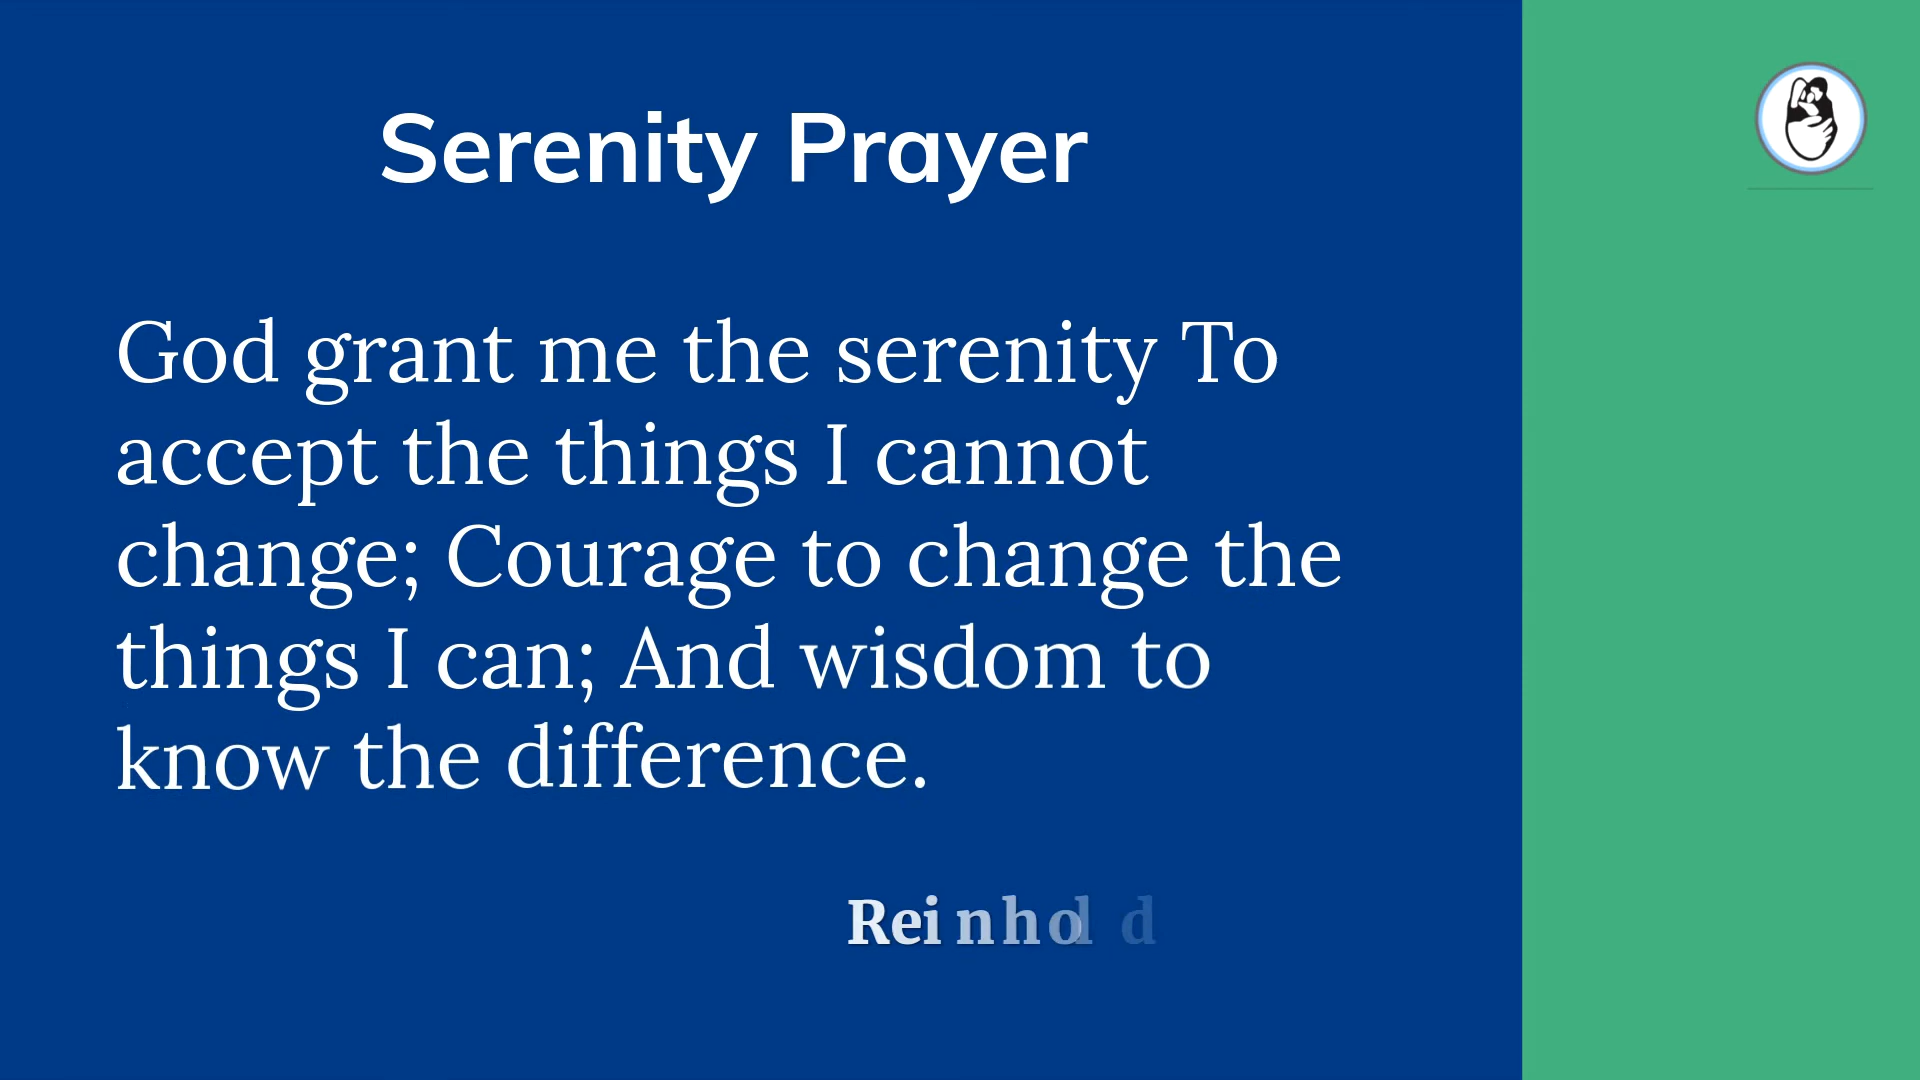 Serenity Prayer
God grant me the serenity To
accept the things I cannot
change; Courage to change the
things I can; And wisdom to
know the difference.
Reinhold